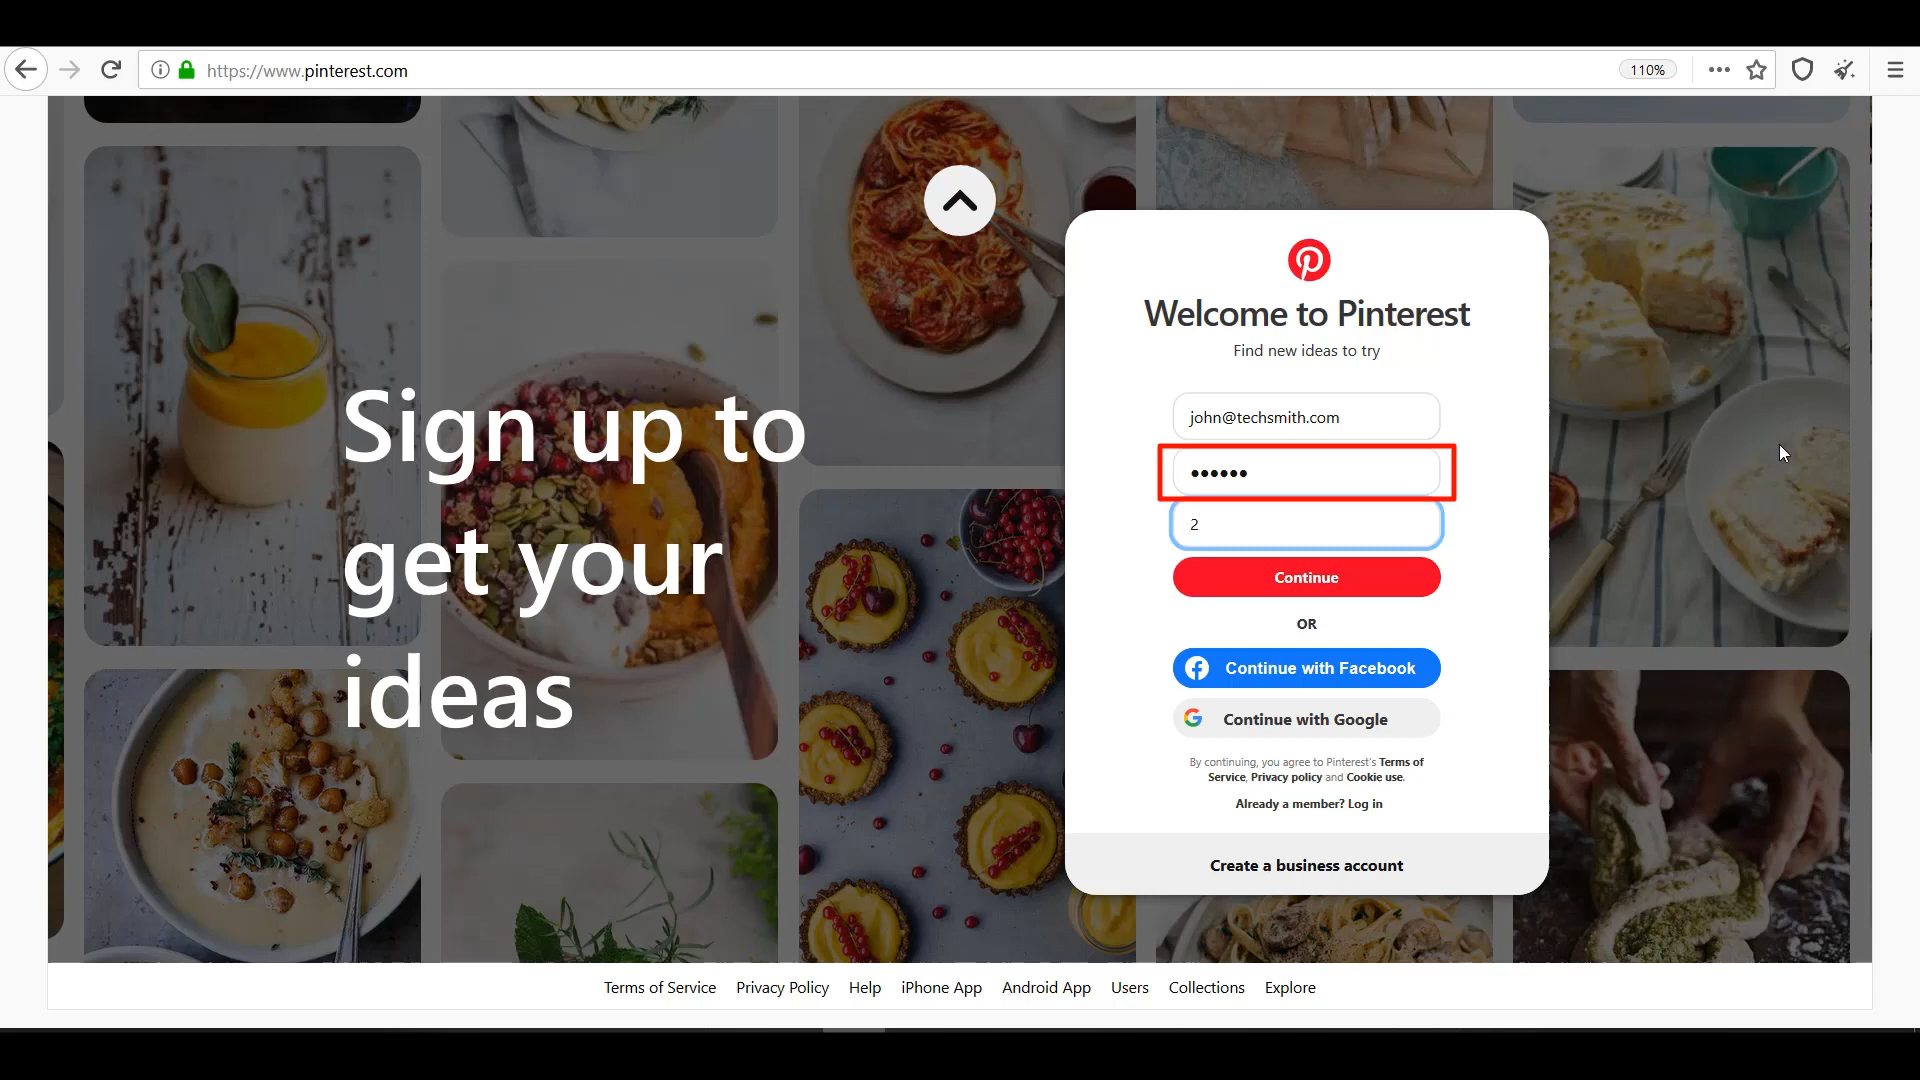 https://www.pinterest.com
110%
Sign up to
get your
ideas
Welcome to Pinterest
Find new ideas to try
john@techsmith.com
••••••
2
Continue
OR
Continue with Facebook
Continue with Google
By continuing, you agree to Pinterest's Terms of
Service, Privacy policy and Cookie use.
Already a member? Log in
Create a business account
Terms of Service Privacy Policy Help iPhone App Android App Users Collections Explore